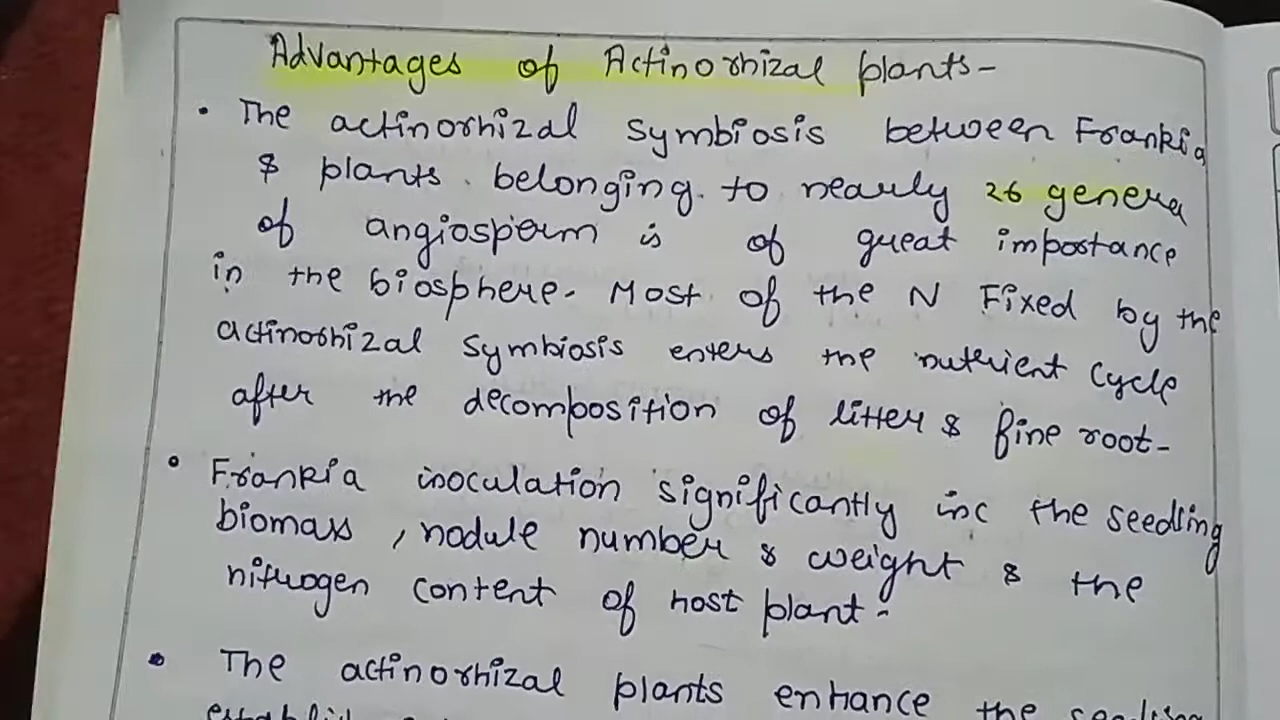 Advantages of Actinorhizal plants-
• The actinorhizal symbiosis between Frankia
& plants belonging to nearly 26 genera
of angiosperm is of great importance
in the biosphere. Most of the N Fixed by the
actinorhizal symbiosis enters the nutrient cycle
after the decomposition of litter & fine root-
• Frankia inoculation significantly inc the seedling
biomass, nodule number & weight & the
nitrogen content of host plant-
• The actinorhizal plants enhance the